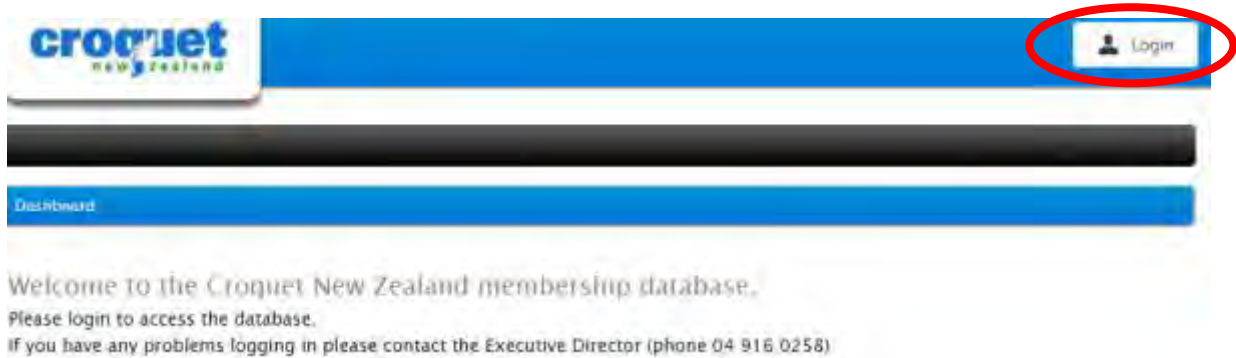 croquet
new zealand
Login
Dashboard
Welcome to the Croquet New Zealand membership database.
Please login to access the database.
If you have any problems logging in please contact the Executive Director (phone 04 916 0258)